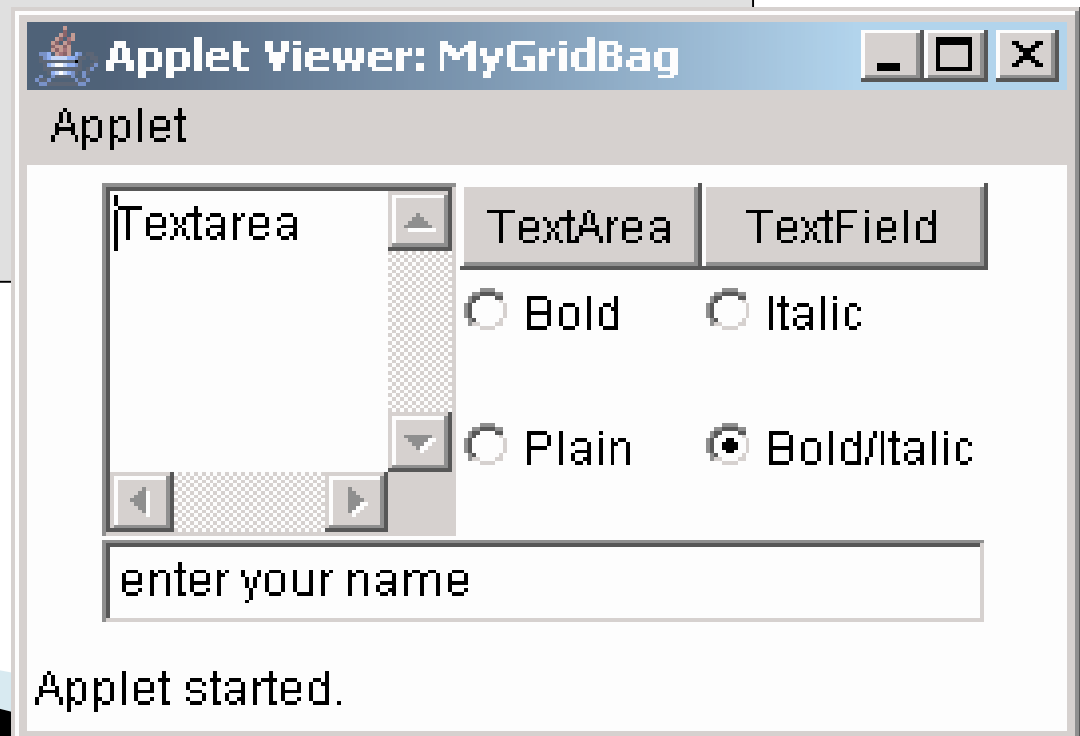 Applet Viewer: MyGridBag
Applet
Textarea
TextArea TextField
Bold Italic
Plain Bold/Italic
enter your name
Applet started.